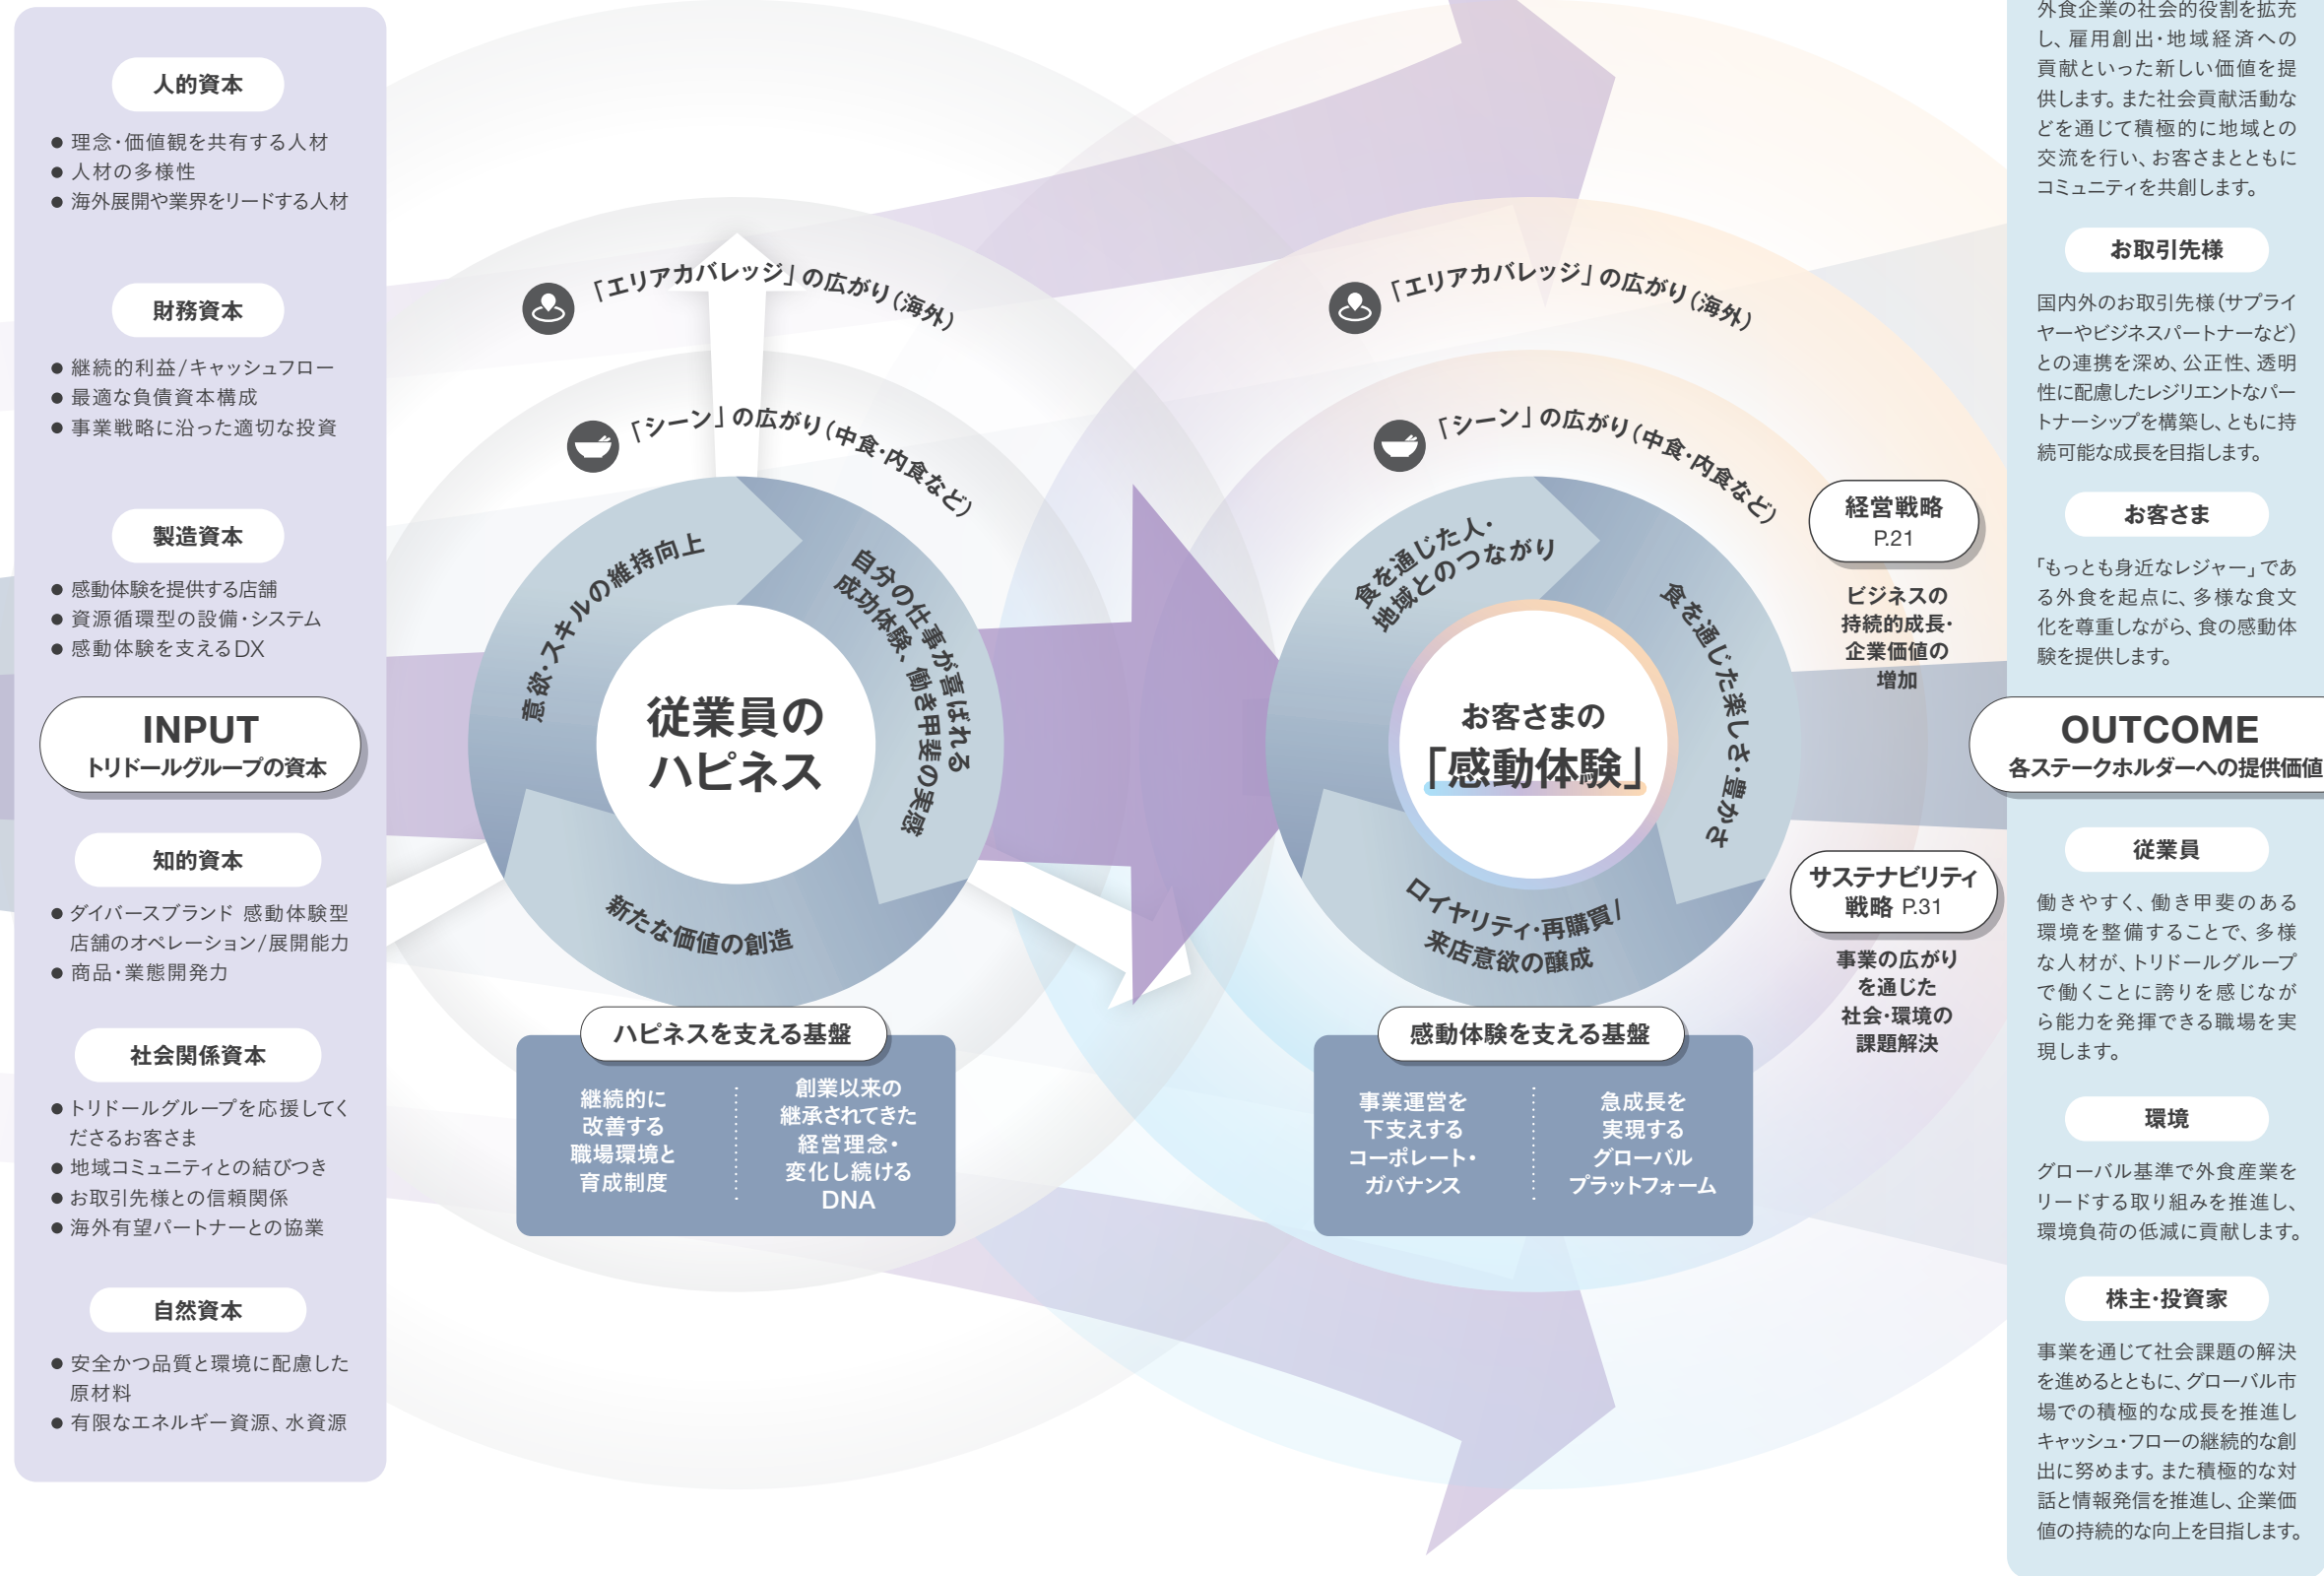 人的資本
● 理念・価値観を共有する人材
● 人材の多様性
● 海外展開や業界をリードする人材
財務資本
● 継続的利益/キャッシュフロー
● 最適な負債資本構成
● 事業戦略に沿った適切な投資
製造資本
● 感動体験を提供する店舗
● 資源循環型の設備・システム
● 感動体験を支えるDX
INPUT
トリドールグループの資本
知的資本
● ダイバースブランド 感動体験型
店舗のオペレーション/展開能力
● 商品・業態開発力
社会関係資本
● トリドールグループを応援してく
ださるお客さま
● 地域コミュニティとの結びつき
● お取引先様との信頼関係
● 海外有望パートナーとの協業
自然資本
● 安全かつ品質と環境に配慮した
原材料
● 有限なエネルギー資源、水資源
「エリアカバレッジ」の広がり(海外)
「シーン」の広がり(中食・内食など)
意欲・スキルの維持向上
自分の仕事が喜ばれる
成功体験、働き甲斐の実感
新たな価値の創造
従業員の
ハピネス
ハピネスを支える基盤
継続的に
改善する
職場環境と
育成制度
創業以来の
継承されてきた
経営理念・
変化し続ける
DNA
「エリアカバレッジ」の広がり(海外)
「シーン」の広がり(中食・内食など)
食を通じた人・
地域とのつながり
食を通じた楽しさ・豊かさ
ロイヤリティ・再購買/
来店意欲の醸成
お客さまの
「感動体験」
感動体験を支える基盤
事業運営を
下支えする
コーポレート・
ガバナンス
急成長を
実現する
グローバル
プラットフォーム
経営戦略
P.21
ビジネスの
持続的成長・
企業価値の
増加
サステナビリティ
戦略 P.31
事業の広がり
を通じた
社会・環境の
課題解決
外食企業の社会的役割を拡充
し、雇用創出・地域経済への
貢献といった新しい価値を提
供します。また社会貢献活動な
どを通じて積極的に地域との
交流を行い、お客さまとともに
コミュニティを共創します。
お取引先様
国内外のお取引先様(サプライ
ヤーやビジネスパートナーなど)
との連携を深め、公正性、透明
性に配慮したレジリエントなパー
トナーシップを構築し、ともに持
続可能な成長を目指します。
お客さま
「もっとも身近なレジャー」であ
る外食を起点に、多様な食文
化を尊重しながら、食の感動体
験を提供します。
OUTCOME
各ステークホルダーへの提供価値
従業員
働きやすく、働き甲斐のある
環境を整備することで、多様
な人材が、トリドールグループ
で働くことに誇りを感じなが
ら能力を発揮できる職場を実
現します。
環境
グローバル基準で外食産業を
リードする取り組みを推進し、
環境負荷の低減に貢献します。
株主・投資家
事業を通じて社会課題の解決
を進めるとともに、グローバル市
場での積極的な成長を推進し
キャッシュ・フローの継続的な創
出に努めます。また積極的な対
話と情報発信を推進し、企業価
値の持続的な向上を目指します。